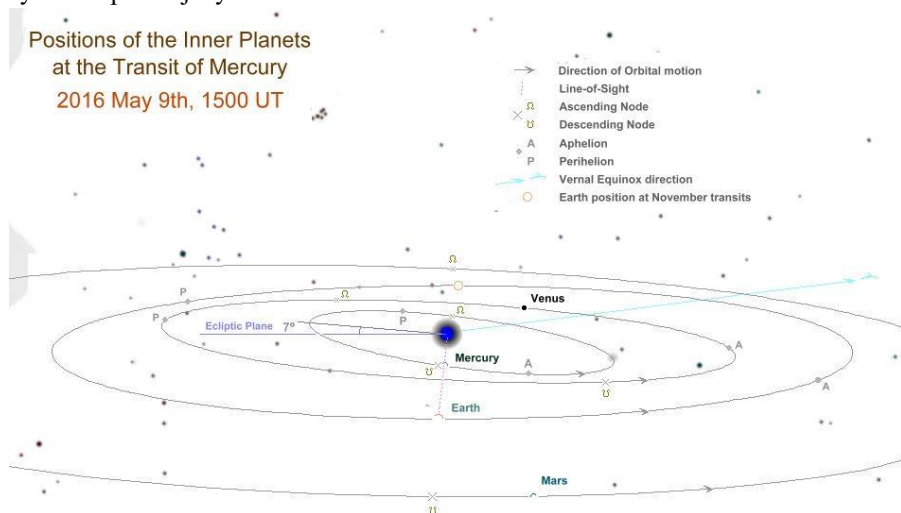 Positions of the Inner Planets
at the Transit of Mercury
2016 May 9th, 1500 UT
Direction of Orbital motion
Line-of-Sight
☊ Ascending Node
☋ Descending Node
A Aphelion
P Perihelion
Vernal Equinox direction
Earth position at November transits
☊
P
☊
Venus
P
Ecliptic Plane 7º
P
☊
Mercury
A
A
☋
☋
A
Earth
Mars
☋